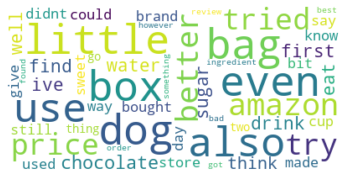 didnt could brand review best
little tried bag
well better first say
find water even know
ive go sugar bit
give sweet box amazon
found eat
use way bought dog something also try ingredient
day bad two
still thing drink cup
price order got
used chocolate store think made